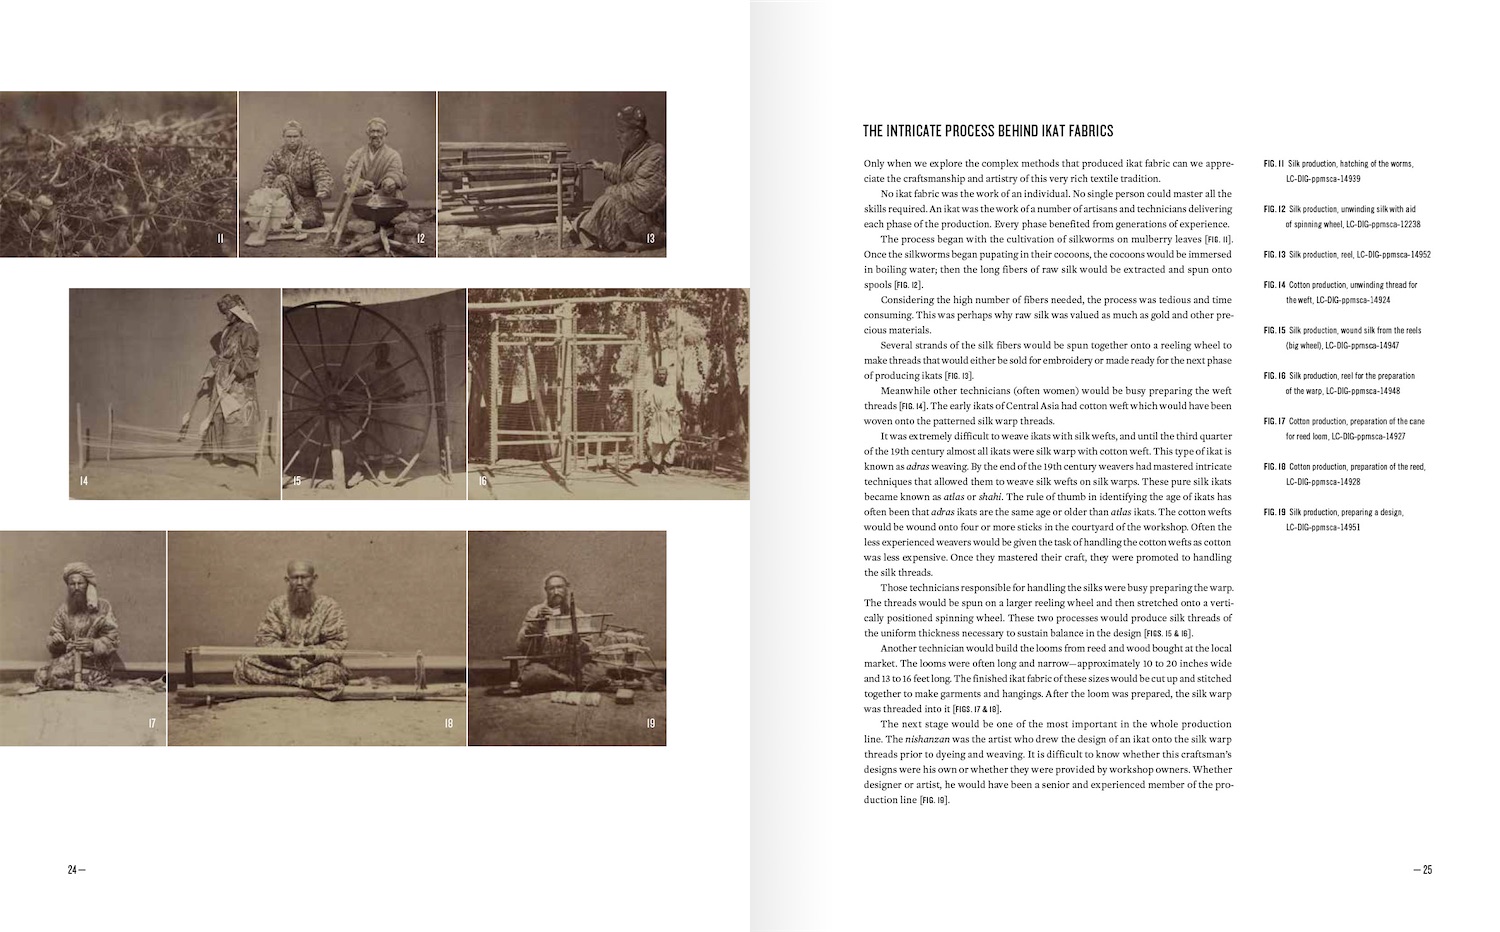 11
12
13
14
15
16
17
18
19
24—
THE INTRICATE PROCESS BEHIND IKAT FABRICS
Only when we explore the complex methods that produced ikat fabric can we appre-
ciate the craftsmanship and artistry of this very rich textile tradition.
No ikat fabric was the work of an individual. No single person could master all the
skills required. An ikat was the work of a number of artisans and technicians delivering
each phase of the production. Every phase benefited from generations of experience.
The process began with the cultivation of silkworms on mulberry leaves [FIG. 11].
Once the silkworms began pupating in their cocoons, the cocoons would be immersed
in boiling water; then the long fibers of raw silk would be extracted and spun onto
spools [FIG. 12].
Considering the high number of fibers needed, the process was tedious and time
consuming. This was perhaps why raw silk was valued as much as gold and other pre-
cious materials.
Several strands of the silk fibers would be spun together onto a reeling wheel to
make threads that would either be sold for embroidery or made ready for the next phase
of producing ikats [FIG. 13].
Meanwhile other technicians (often women) would be busy preparing the weft
threads [FIG. 14]. The early ikats of Central Asia had cotton weft which would have been
woven onto the patterned silk warp threads.
It was extremely difficult to weave ikats with silk wefts, and until the third quarter
of the 19th century almost all ikats were silk warp with cotton weft. This type of ikat is
known as adras weaving. By the end of the 19th century weavers had mastered intricate
techniques that allowed them to weave silk wefts on silk warps. These pure silk ikats
became known as atlas or shahi. The rule of thumb in identifying the age of ikats has
often been that adras ikats are the same age or older than atlas ikats. The cotton wefts
would be wound onto four or more sticks in the courtyard of the workshop. Often the
less experienced weavers would be given the task of handling the cotton wefts as cotton
was less expensive. Once they mastered their craft, they were promoted to handling
the silk threads.
Those technicians responsible for handling the silks were busy preparing the warp.
The threads would be spun on a larger reeling wheel and then stretched onto a verti-
cally positioned spinning wheel. These two processes would produce silk threads of
the uniform thickness necessary to sustain balance in the design [FIGS. 15 & 16].
Another technician would build the looms from reed and wood bought at the local
market. The looms were often long and narrow—approximately 10 to 20 inches wide
and 13 to 16 feet long. The finished ikat fabric of these sizes would be cut up and stitched
together to make garments and hangings. After the loom was prepared, the silk warp
was threaded into it [FIGS. 17 & 18].
The next stage would be one of the most important in the whole production
line. The nishanzan was the artist who drew the design of an ikat onto the silk warp
threads prior to dyeing and weaving. It is difficult to know whether this craftsman's
designs were his own or whether they were provided by workshop owners. Whether
designer or artist, he would have been a senior and experienced member of the pro-
duction line [FIG. 19].
FIG. 11 Silk production, hatching of the worms,
LC-DIG-ppmsca-14939
FIG. 12 Silk production, unwinding silk with aid
of spinning wheel, LC-DIG-ppmsca-12238
FIG. 13 Silk production, reel, LC-DIG-ppmsca-14952
FIG. 14 Cotton production, unwinding thread for
the weft, LC-DIG-ppmsca-14924
FIG. 15 Silk production, wound silk from the reels
(big wheel), LC-DIG-ppmsca-14947
FIG. 16 Silk production, reel for the preparation
of the warp, LC-DIG-ppmsca-14948
FIG. 17 Cotton production, preparation of the cane
for reed loom, LC-DIG-ppmsca-14927
FIG. 18 Cotton production, preparation of the reed,
LC-DIG-ppmsca-14928
FIG. 19 Silk production, preparing a design,
LC-DIG-ppmsca-14951
—25